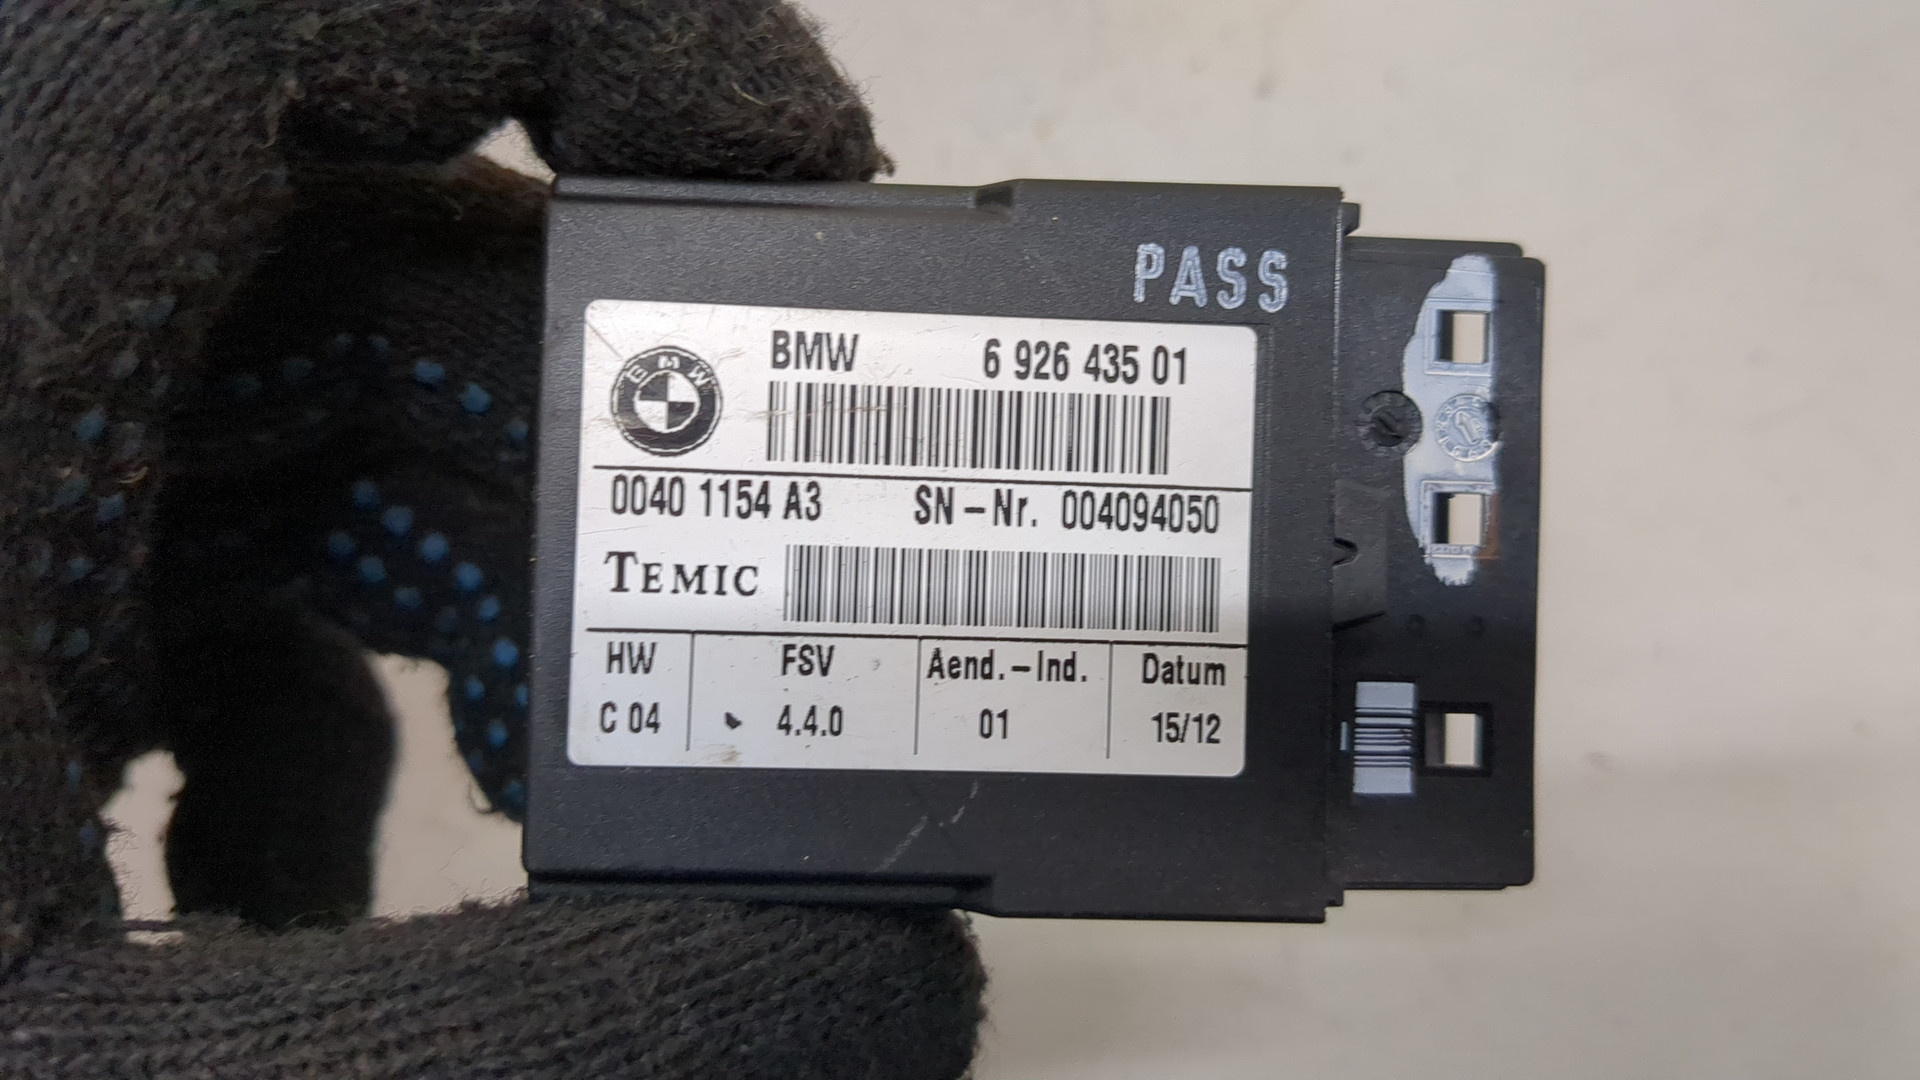 PASS
BMW
BMW 6 926 435 01
0040 1154 A3 SN-Nr. 004094050
TEMIC
HW FSV Aend.-Ind. Datum
C 04 4.4.0 01 15/12